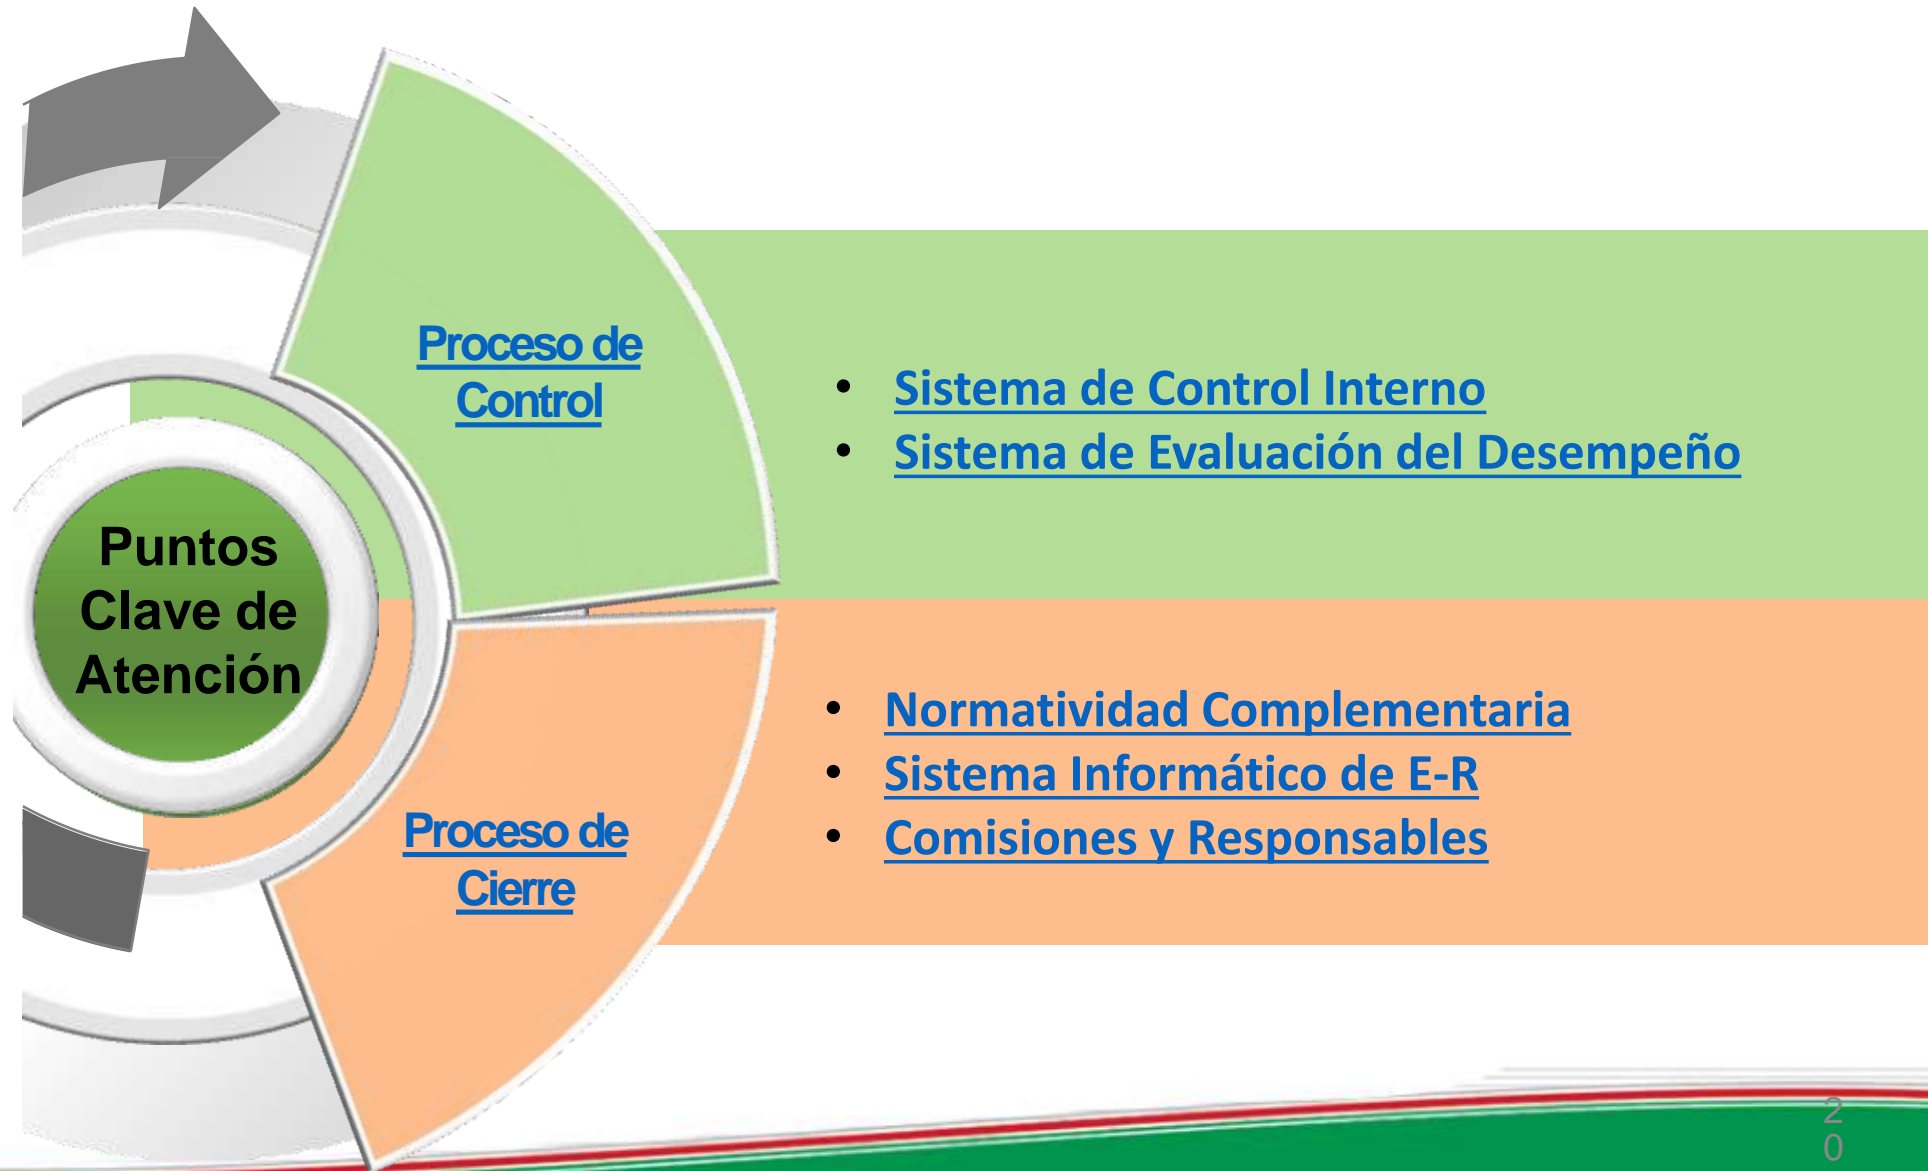 Proceso de
Control
• Sistema de Control Interno
• Sistema de Evaluación del Desempeño
Puntos
Clave de
Atención
• Normatividad Complementaria
• Sistema Informático de E-R
• Comisiones y Responsables
Proceso de
Cierre
2
0